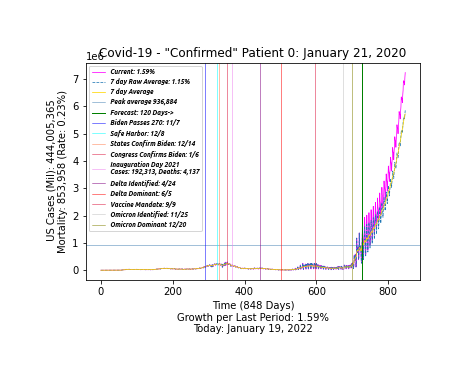 Covid-19 - "Confirmed" Patient 0: January 21, 2020
1e6
Current: 1.59%
7 day Raw Average: 1.15%
7 day Average
Peak average 936,884
Forecast: 120 Days->
Biden Passes 270: 11/7
Safe Harbor: 12/8
States Confirm Biden: 12/14
Congress Confirms Biden: 1/6
Inauguration Day 2021
Cases: 192,313, Deaths: 4,137
Delta Identified: 4/24
Delta Dominant: 6/5
Vaccine Mandate: 9/9
Omicron Identified: 11/25
Omicron Dominant 12/20
US Cases (Mil): 444,005,365
Mortality: 853,958 (Rate: 0.23%)
7
6
5
4
3
2
1
0
0 200 400 600 800
Time (848 Days)
Growth per Last Period: 1.59%
Today: January 19, 2022